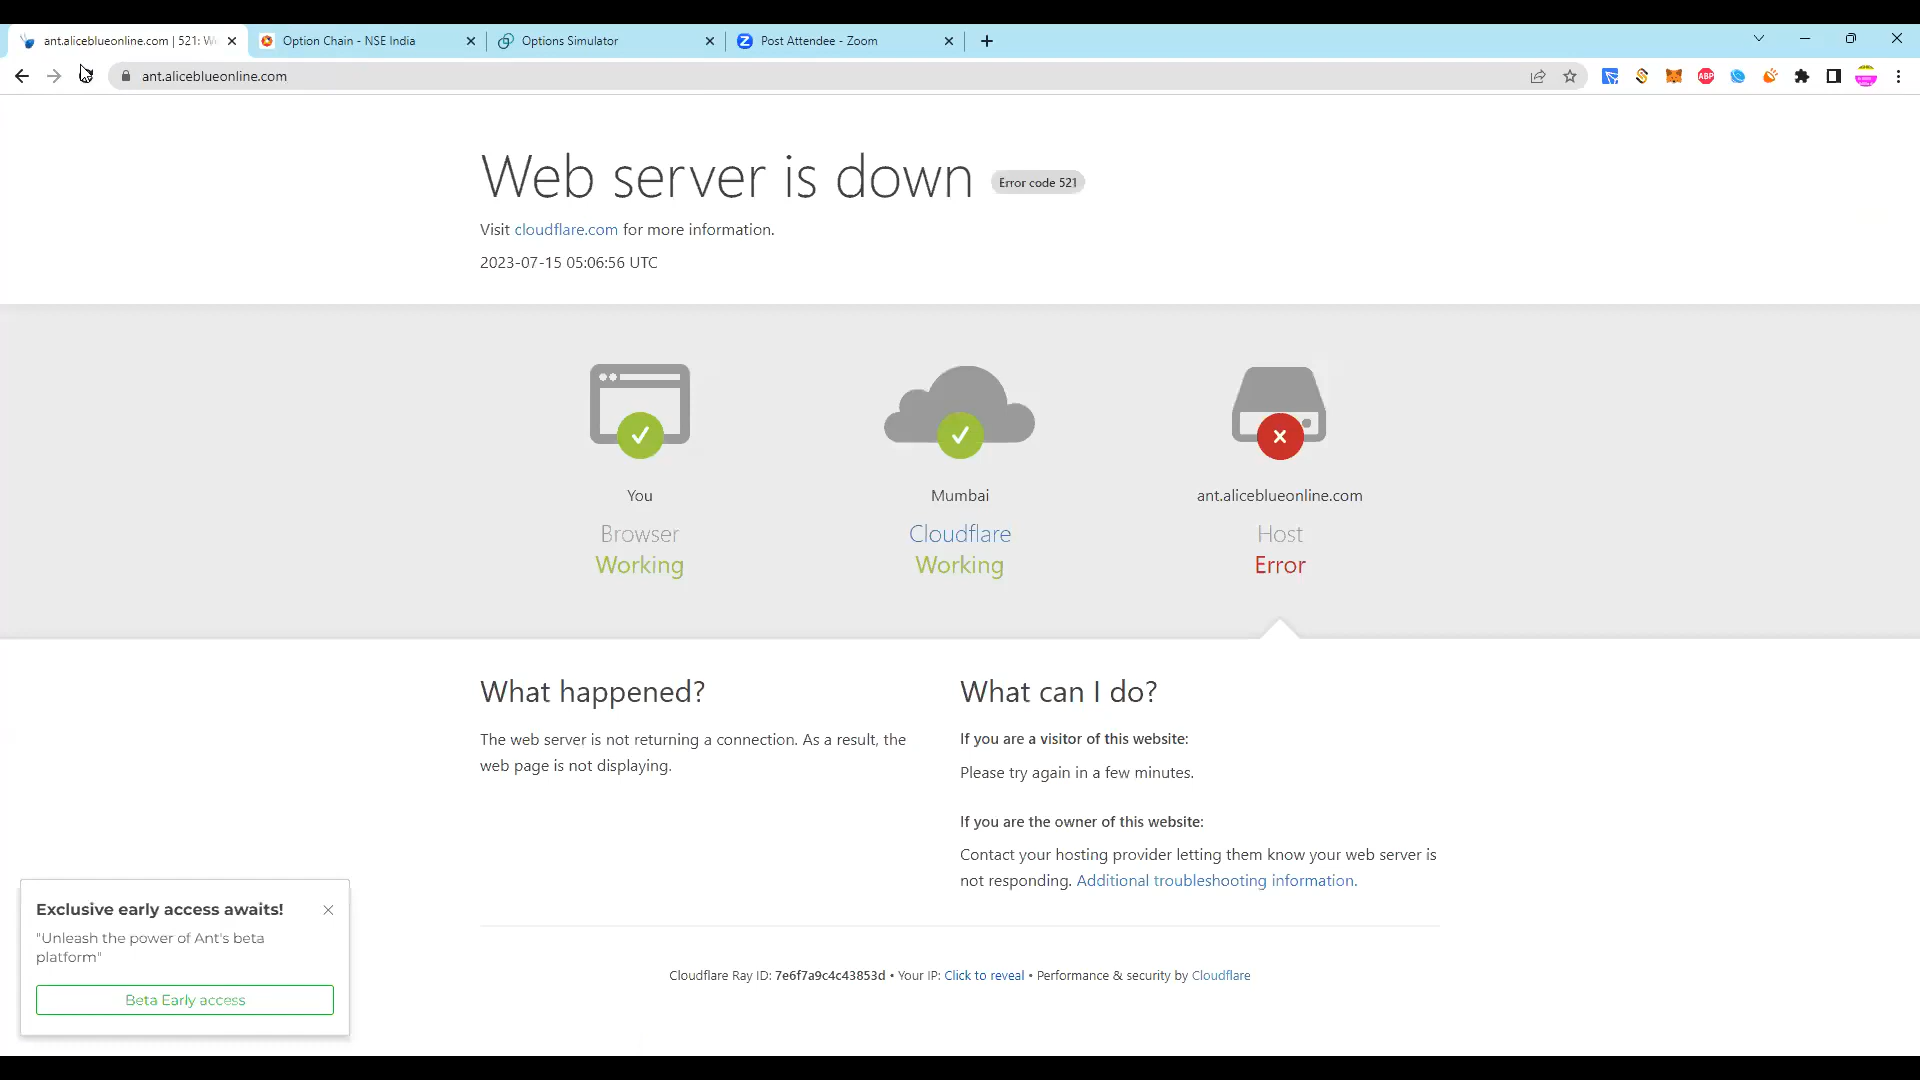 ant.aliceblueonline.com | 521: We
Option Chain - NSE India
Options Simulator
Post Attendee - Zoom
ant.aliceblueonline.com
ABP
Web server is down
Error code 521
Visit cloudflare.com for more information.
2023-07-15 05:06:56 UTC
You
Browser
Working
Mumbai
Cloudflare
Working
ant.aliceblueonline.com
Host
Error
What happened?
The web server is not returning a connection. As a result, the
web page is not displaying.
What can I do?
If you are a visitor of this website:
Please try again in a few minutes.
If you are the owner of this website:
Contact your hosting provider letting them know your web server is
not responding. Additional troubleshooting information.
Exclusive early access awaits!
"Unleash the power of Ant's beta
platform"
Beta Early access
Cloudflare Ray ID: 7e6f7a9c4c43853d • Your IP: Click to reveal • Performance & security by Cloudflare